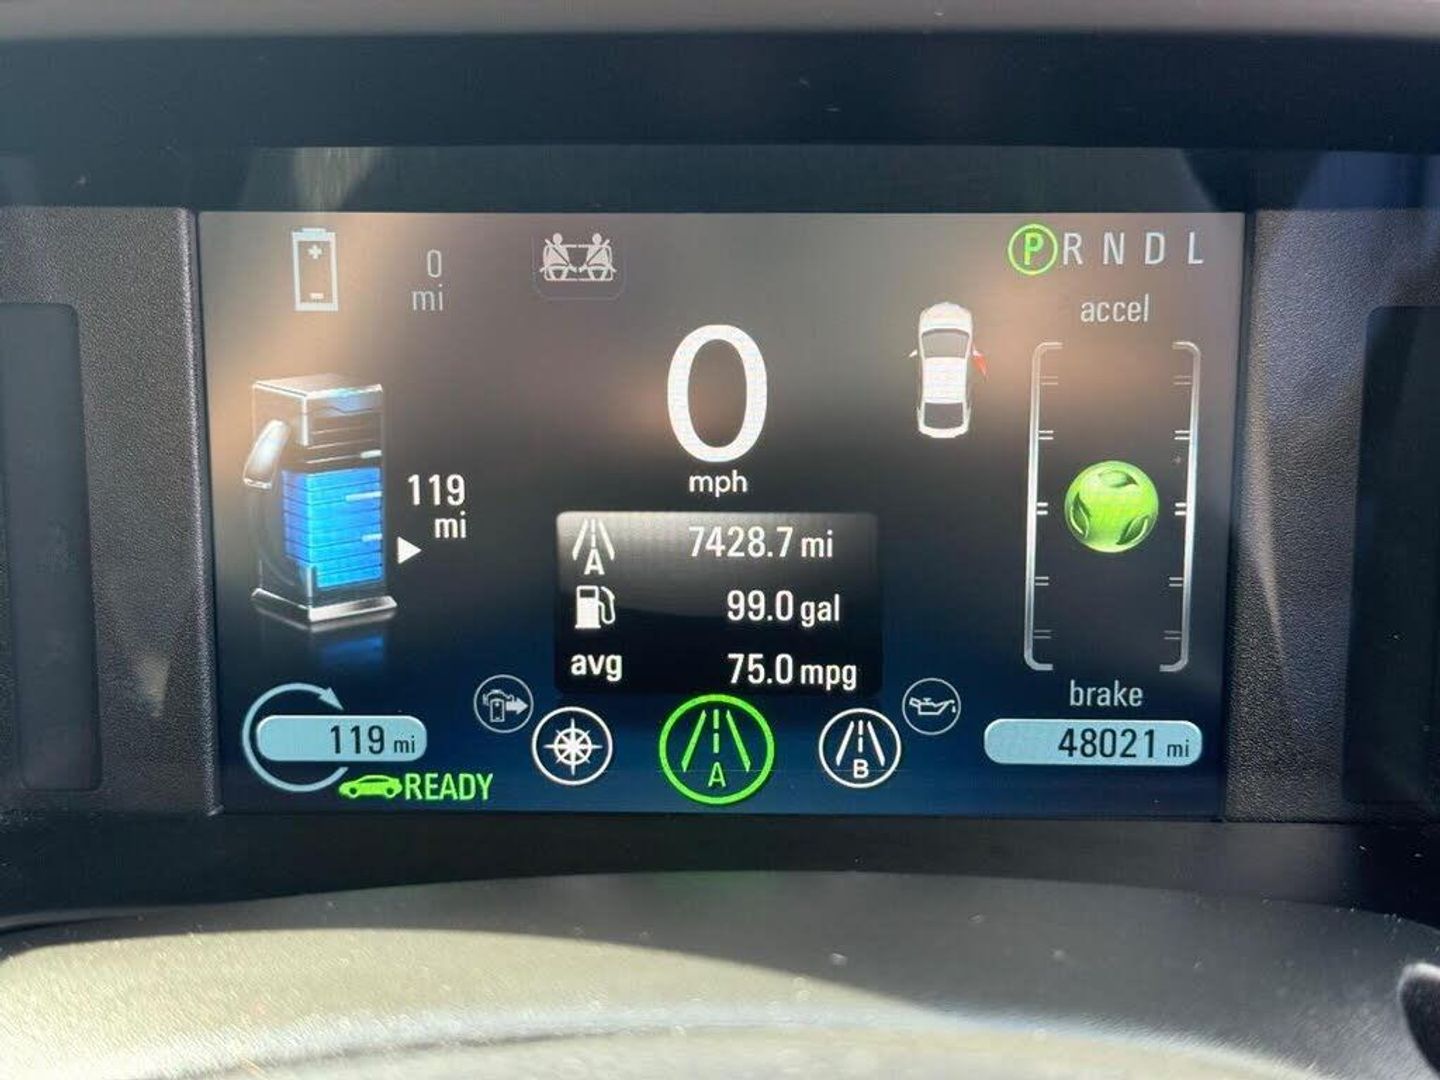 0
mi
P R N D L
accel
0
mph
119
mi
A 7428.7 mi
99.0 gal
avg 75.0 mpg
brake
119 mi
A
B
48021 mi
READY